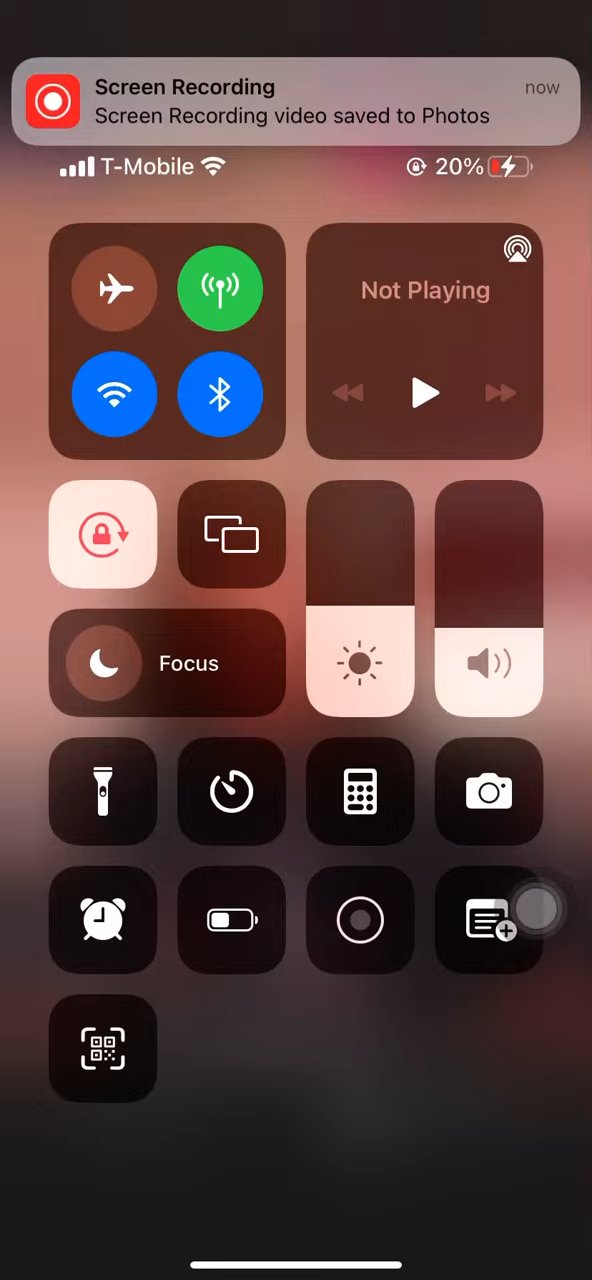 Screen Recording
now
Screen Recording video saved to Photos
T-Mobile
20%
Not Playing
Focus